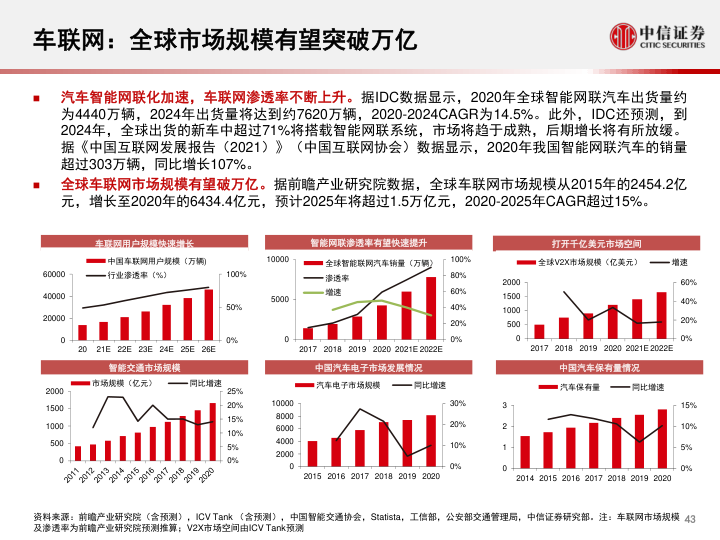 车联网：全球市场规模有望突破万亿
中信证券
CITIC SECURITIES
汽车智能网联化加速，车联网渗透率不断上升。据IDC数据显示，2020年全球智能网联汽车出货量约
为4440万辆，2024年出货量将达到约7620万辆，2020-2024CAGR为14.5%。此外，IDC还预测，到
2024年，全球出货的新车中超过71%将搭载智能网联系统，市场将趋于成熟，后期增长将有所放缓。
据《中国互联网发展报告（2021）》（中国互联网协会）数据显示，2020年我国智能网联汽车的销量
超过303万辆，同比增长107%。
全球车联网市场规模有望破万亿。据前瞻产业研究院数据，全球车联网市场规模从2015年的2454.2亿
元，增长至2020年的6434.4亿元，预计2025年将超过1.5万亿元，2020-2025年CAGR超过15%。
车联网用户规模快速增长
中国车联网用户规模（万辆）
行业渗透率（%）
60000
40000
20000
0
100%
50%
0%
20 21E 22E 23E 24E 25E 26E
智能网联渗透率有望快速提升
全球智能联网汽车销量（万辆）
渗透率
增速
10000
5000
0
100%
80%
60%
40%
20%
0%
2017 2018 2019 2020 2021E 2022E
打开千亿美元市场空间
全球V2X市场规模（亿美元） 增速
2000
1500
1000
500
0
60%
40%
20%
0%
2017 2018 2019 2020 2021E 2022E
智能交通市场规模
市场规模（亿元） 同比增速
2000
1500
1000
500
0
25%
20%
15%
10%
5%
0%
2011 2012 2013 2014 2015 2016 2017 2018 2019 2020
中国汽车电子市场发展情况
汽车电子市场规模 同比增速
10000
8000
6000
4000
2000
0
30%
20%
10%
0%
2015 2016 2017 2018 2019 2020
中国汽车保有量情况
汽车保有量 同比增速
3
2
1
0
15%
10%
5%
0%
2014 2015 2016 2017 2018 2019 2020
资料来源：前瞻产业研究院（含预测），ICV Tank （含预测），中国智能交通协会，Statista，工信部，公安部交通管理局，中信证券研究部。注：车联网市场规模
及渗透率为前瞻产业研究院预测推算；V2X市场空间由ICV Tank预测
43